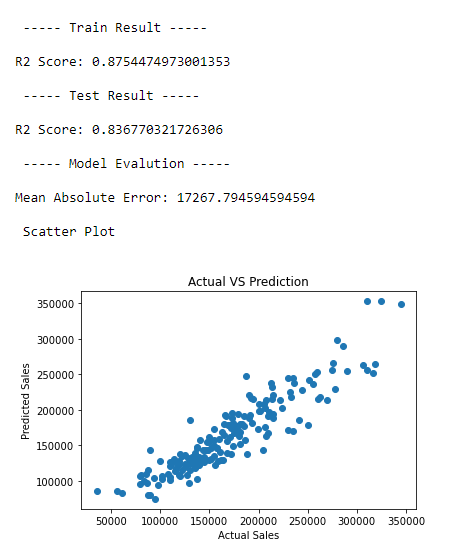 ----- Train Result -----
R2 Score: 0.8754474973001353
----- Test Result -----
R2 Score: 0.836770321726306
----- Model Evalution -----
Mean Absolute Error: 17267.794594594594
Scatter Plot
Actual VS Prediction
350000
300000
250000
200000
150000
100000
Predicted Sales
50000 100000 150000 200000 250000 300000 350000
Actual Sales